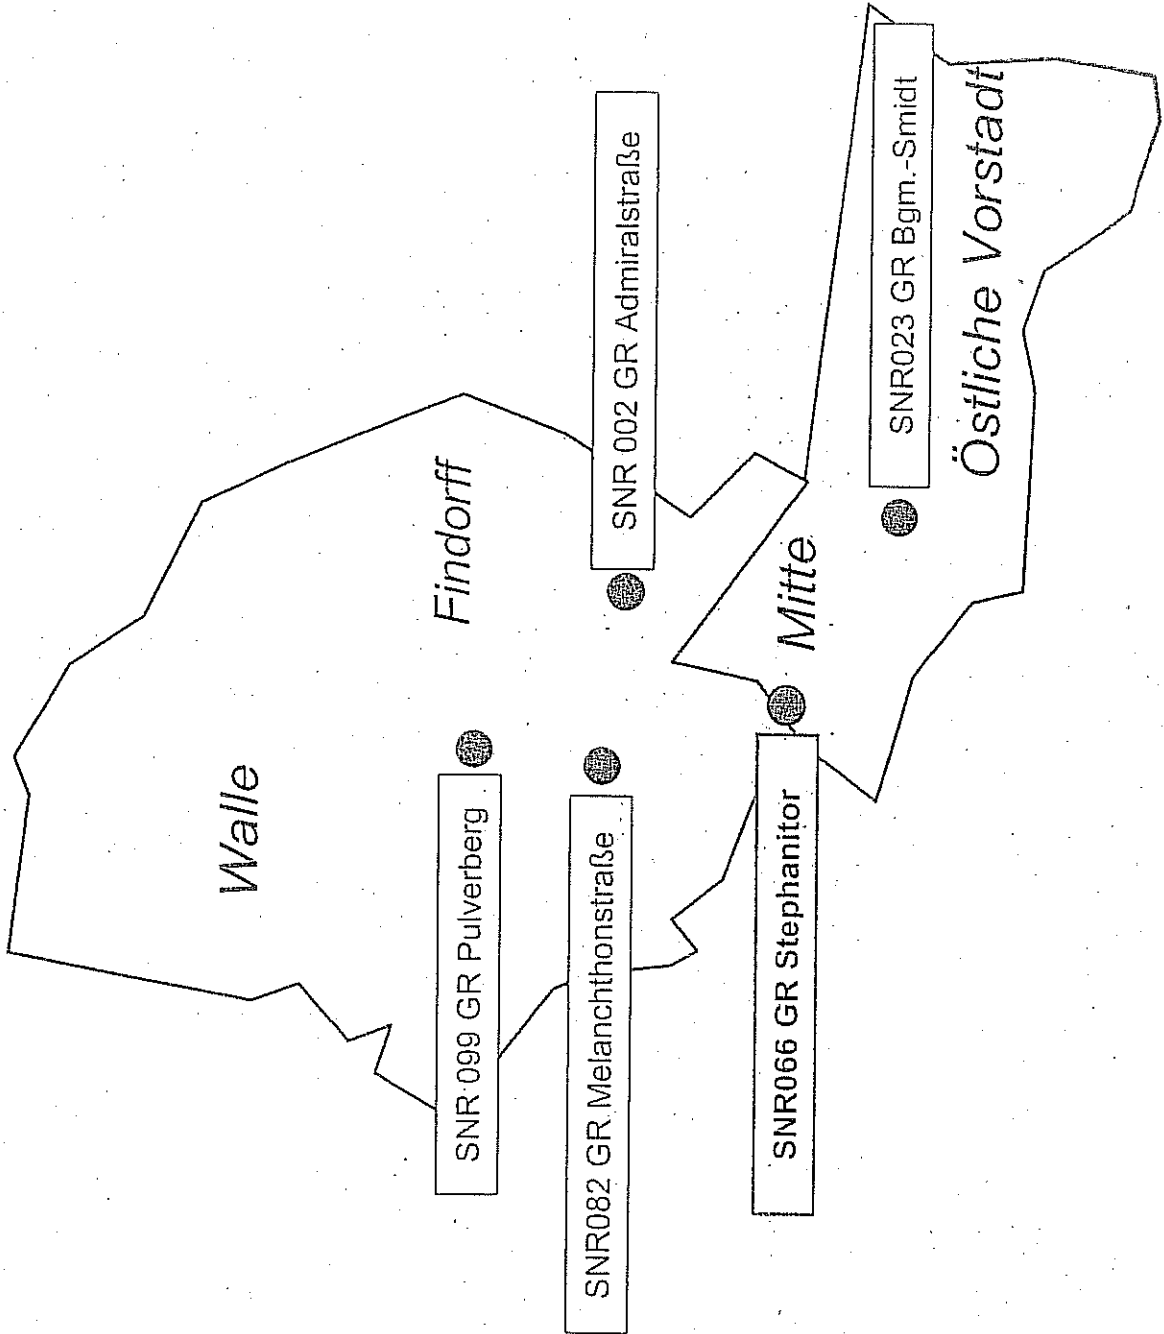 Walle
Findorff
SNR 099 GR Pulverberg
SNR082 GR Melanchthonstraße
SNR 002 GR Admiralstraße
Mitte
SNR066 GR Stephanitor
SNR023 GR Bgm.-Smidt
Östliche Vorstadt